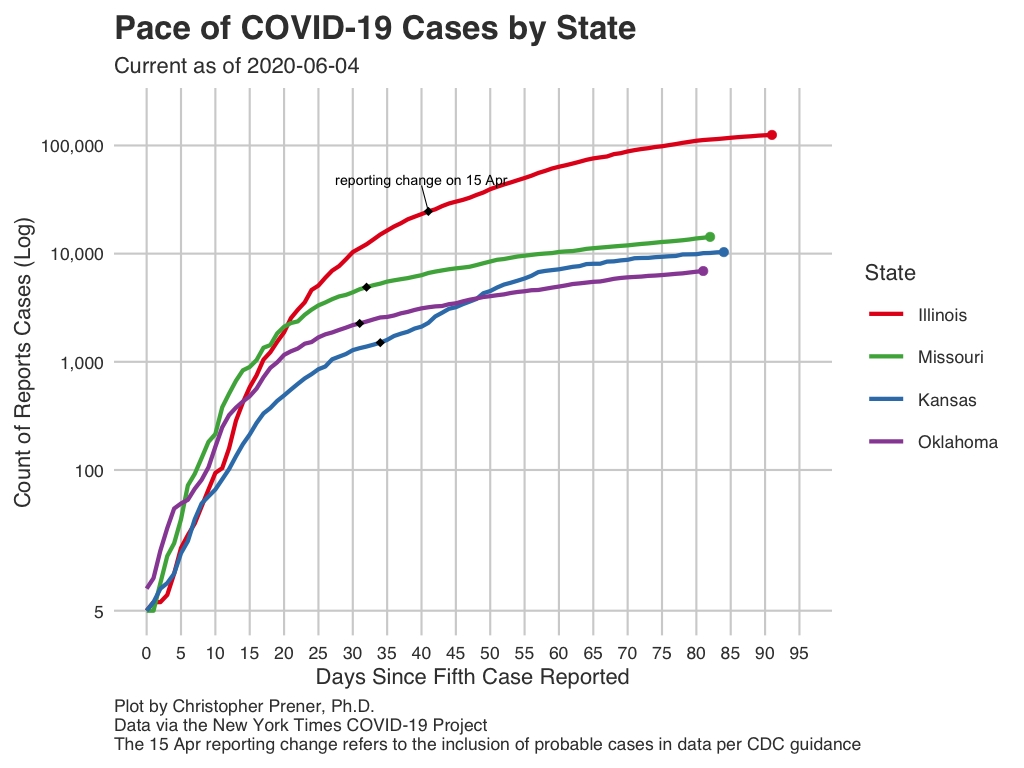 Pace of COVID-19 Cases by State
Current as of 2020-06-04
Count of Reports Cases (Log)
100,000
10,000
1,000
100
5
reporting change on 15 Apr
0 5 10 15 20 25 30 35 40 45 50 55 60 65 70 75 80 85 90 95
Days Since Fifth Case Reported
State
Illinois
Missouri
Kansas
Oklahoma
Plot by Christopher Prener, Ph.D.
Data via the New York Times COVID-19 Project
The 15 Apr reporting change refers to the inclusion of probable cases in data per CDC guidance